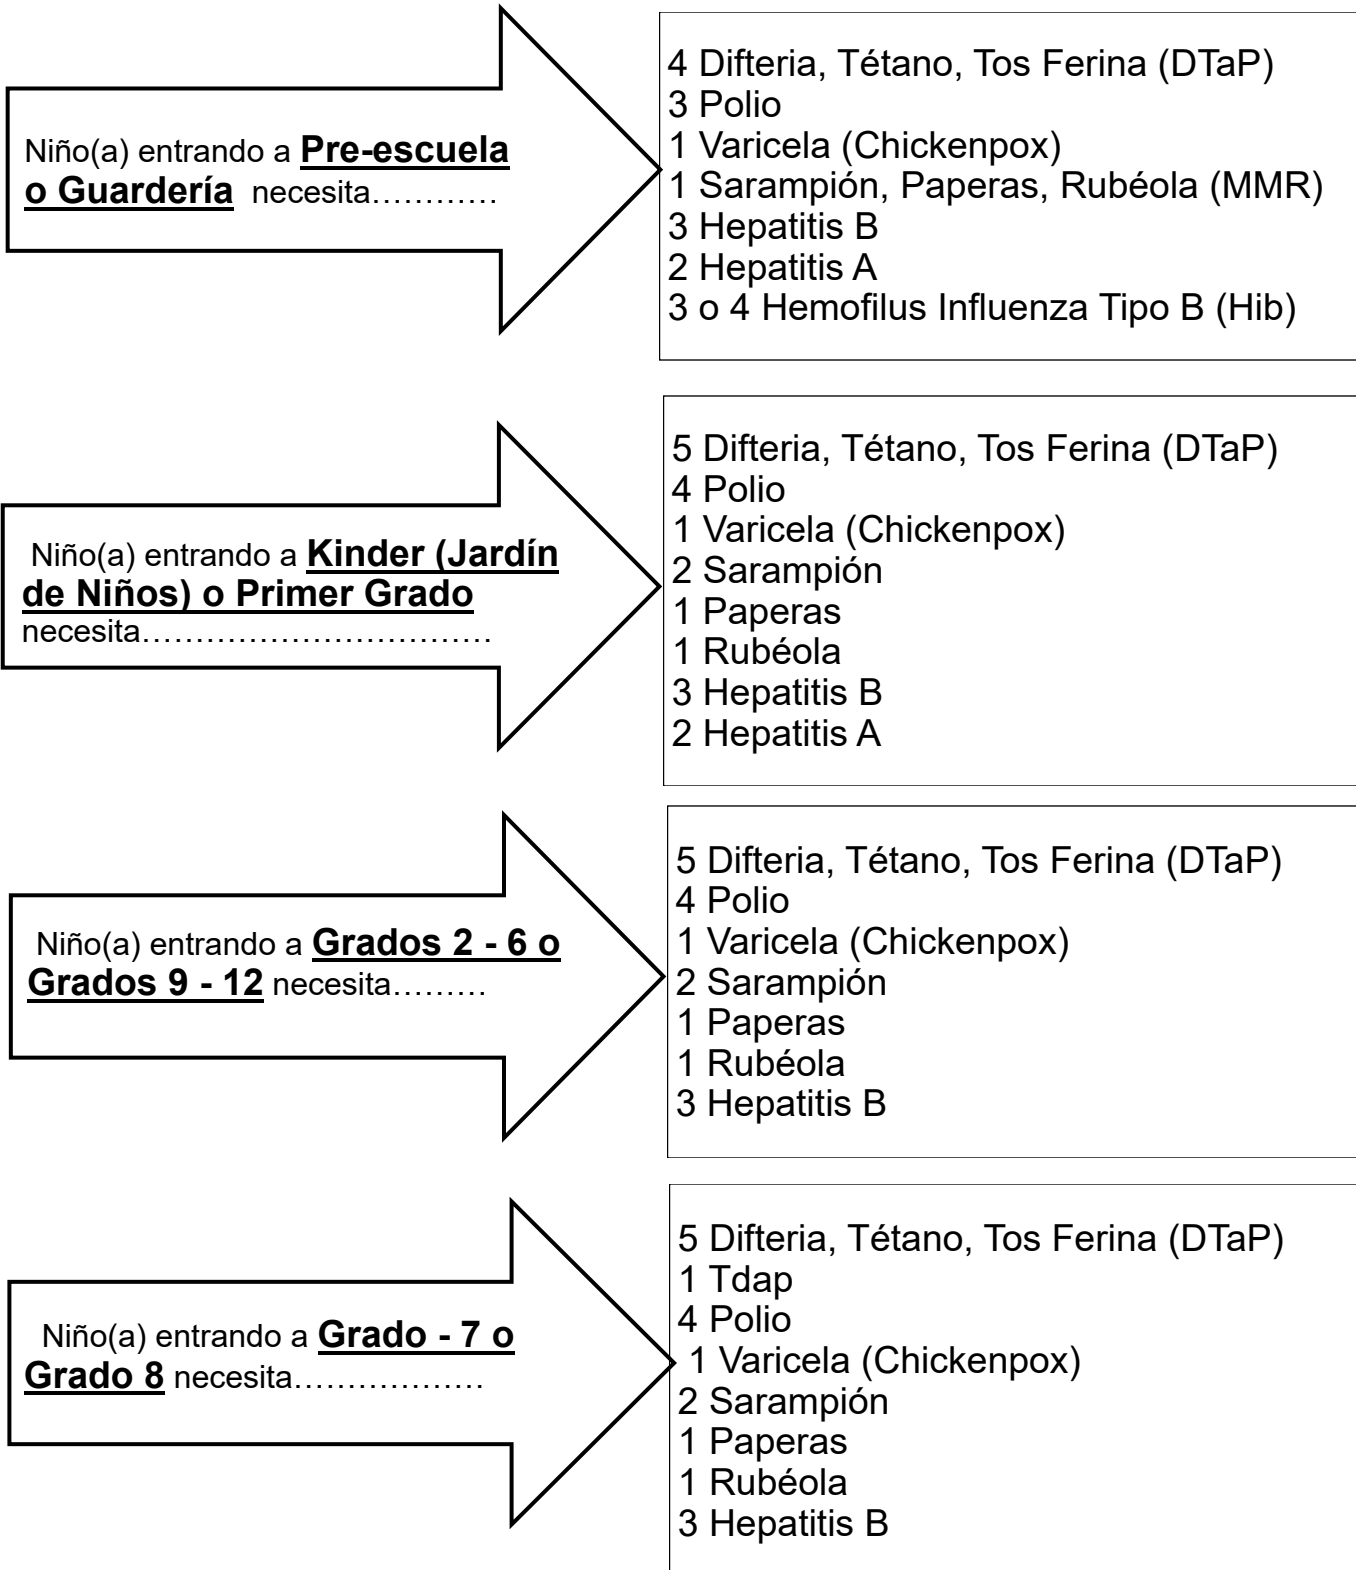 Niño(a) entrando a Pre-escuela
o Guardería necesita............
4 Difteria, Tétano, Tos Ferina (DTaP)
3 Polio
1 Varicela (Chickenpox)
1 Sarampión, Paperas, Rubéola (MMR)
3 Hepatitis B
2 Hepatitis A
3 o 4 Hemofilus Influenza Tipo B (Hib)
Niño(a) entrando a Kinder (Jardín
de Niños) o Primer Grado
necesita.................................
5 Difteria, Tétano, Tos Ferina (DTaP)
4 Polio
1 Varicela (Chickenpox)
2 Sarampión
1 Paperas
1 Rubéola
3 Hepatitis B
2 Hepatitis A
Niño(a) entrando a Grados 2 - 6 o
Grados 9 - 12 necesita.........
5 Difteria, Tétano, Tos Ferina (DTaP)
4 Polio
1 Varicela (Chickenpox)
2 Sarampión
1 Paperas
1 Rubéola
3 Hepatitis B
Niño(a) entrando a Grado - 7 o
Grado 8 necesita..................
5 Difteria, Tétano, Tos Ferina (DTaP)
1 Tdap
4 Polio
1 Varicela (Chickenpox)
2 Sarampión
1 Paperas
1 Rubéola
3 Hepatitis B